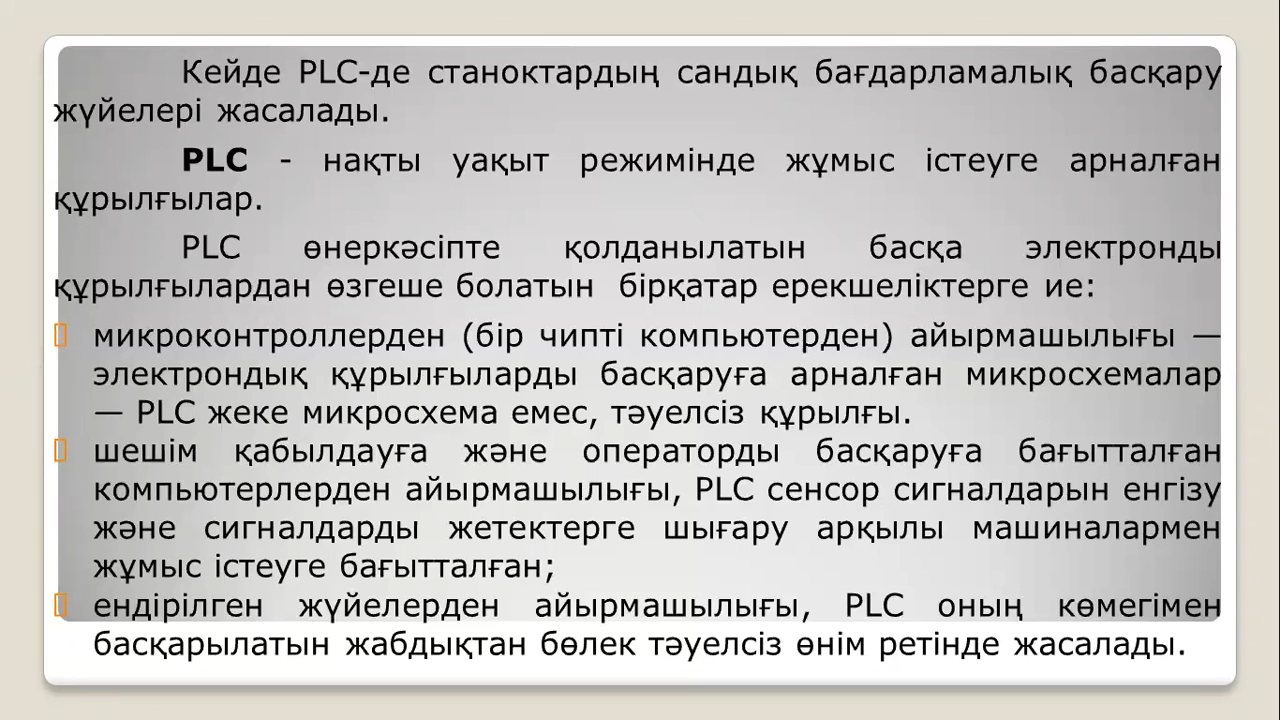 Кейде PLC-де станоктардың сандық бағдарламалық басқару
жүйелері жасалады.
PLC - нақты уақыт режимінде жұмыс істеуге арналған
құрылғылар.
PLC өнеркәсіпте қолданылатын басқа электронды
құрылғылардан өзгеше болатын бірқатар ерекшеліктерге ие:
микроконтроллерден (бір чипті компьютерден) айырмашылығы —
электрондық құрылғыларды басқаруға арналған микросхемалар
— PLC жеке микросхема емес, тәуелсіз құрылғы.
шешім қабылдауға және операторды басқаруға бағытталған
компьютерлерден айырмашылығы, PLC сенсор сигналдарын енгізу
және сигналдарды жетектерге шығару арқылы машиналармен
жұмыс істеуге бағытталған;
ендірілген жүйелерден айырмашылығы, PLC оның көмегімен
басқарылатын жабдықтан бөлек тәуелсіз өнім ретінде жасалады.